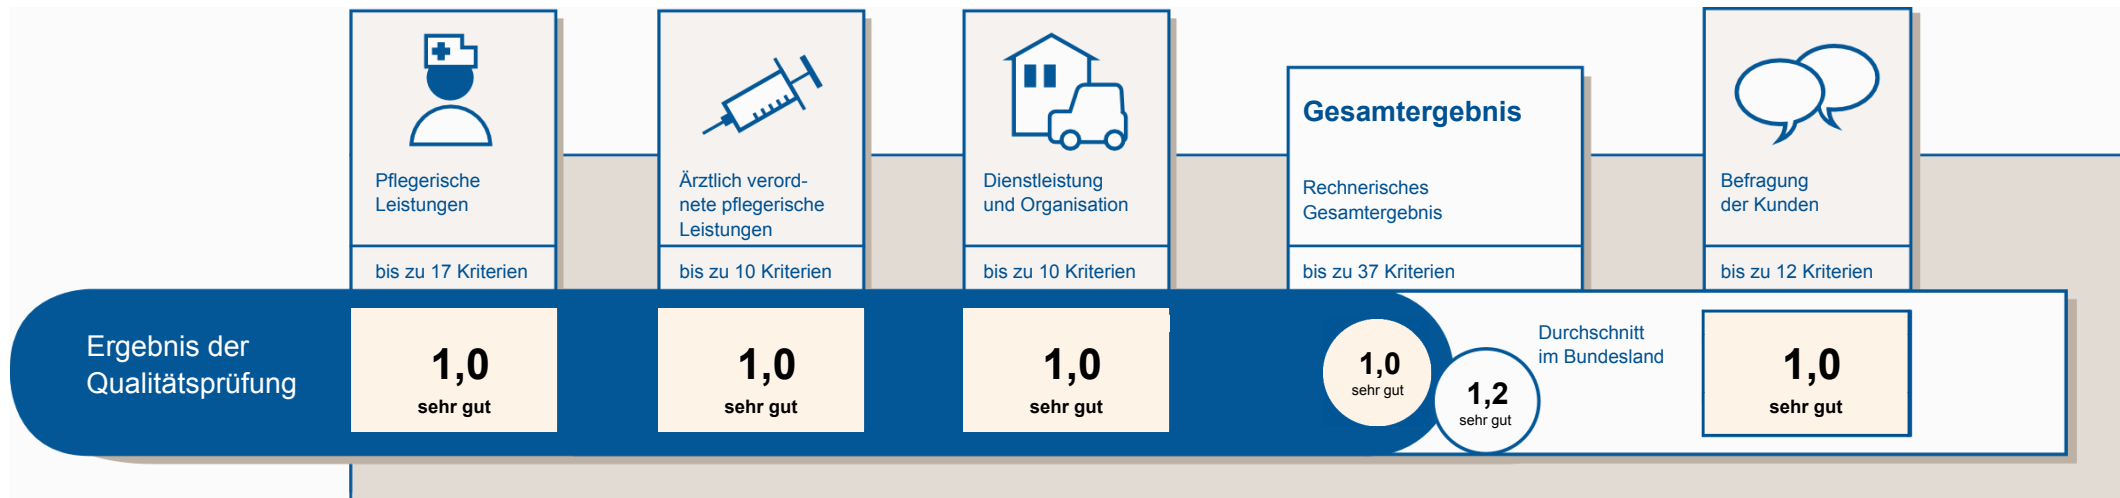 Pflegerische
Leistungen
bis zu 17 Kriterien
Ärztlich verord-
nete pflegerische
Leistungen
bis zu 10 Kriterien
Dienstleistung
und Organisation
bis zu 10 Kriterien
Gesamtergebnis
Rechnerisches
Gesamtergebnis
bis zu 37 Kriterien
Befragung
der Kunden
bis zu 12 Kriterien
Ergebnis der
Qualitätsprüfung
1,0
sehr gut
1,0
sehr gut
1,0
sehr gut
1,0
sehr gut
1,2
sehr gut
Durchschnitt
im Bundesland
1,0
sehr gut